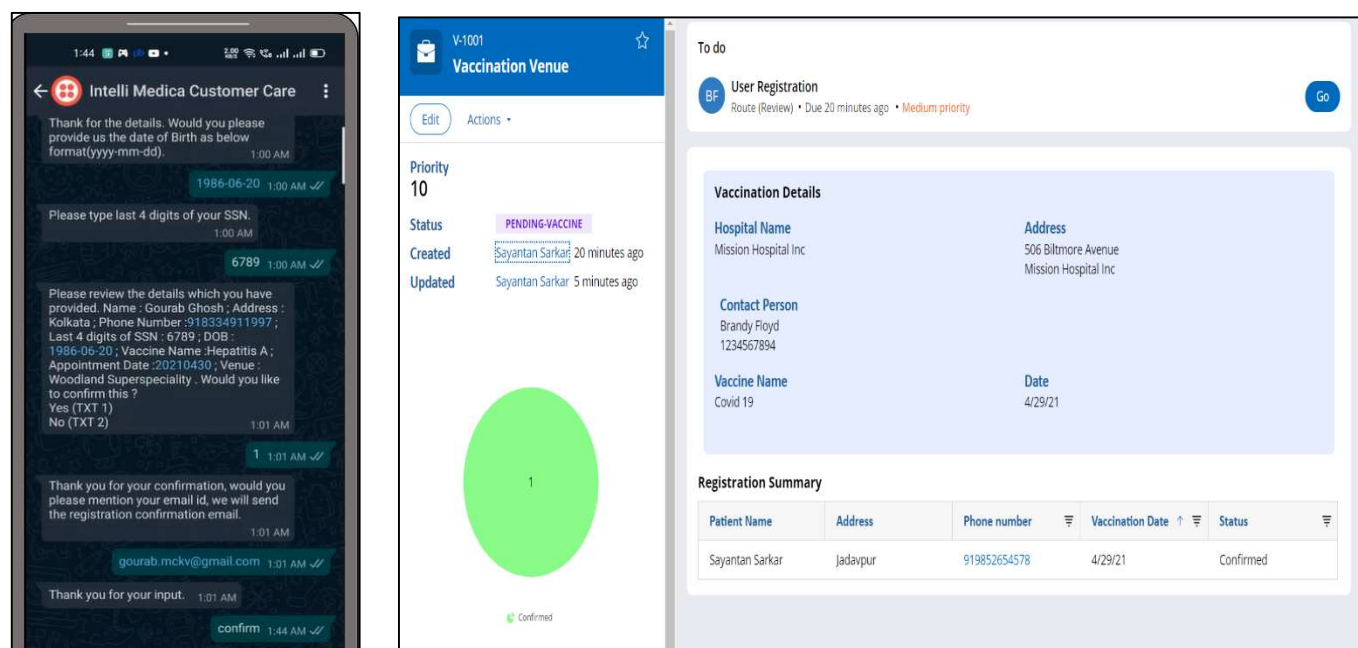 1:44
2.00 KB/S
Intelli Medica Customer Care
Thank for the details. Would you please
provide us the date of Birth as below
format(yyyy-mm-dd).
1:00 AM
1986-06-20 1:00 AM
Please type last 4 digits of your SSN.
1:00 AM
6789 1:00 AM
Please review the details which you have
provided. Name : Gourab Ghosh ; Address :
Kolkata ; Phone Number :918334911997 ;
Last 4 digits of SSN : 6789 ; DOB :
1986-06-20 ; Vaccine Name :Hepatitis A ;
Appointment Date :20210430 ; Venue :
Woodland Superspeciality . Would you like
to confirm this ?
Yes (TXT 1)
No (TXT 2)
1:01 AM
1 1:01 AM
Thank you for your confirmation, would you
please mention your email id, we will send
the registration confirmation email.
1:01 AM
gourab.mckv@gmail.com 1:01 AM
Thank you for your input. 1:01 AM
confirm 1:44 AM
V-1001
Vaccination Venue
Edit Actions
Priority
10
Status PENDING-VACCINE
Created Sayantan Sarkar 20 minutes ago
Updated Sayantan Sarkar 5 minutes ago
1
Confirmed
To do
BF User Registration
Route (Review) • Due 20 minutes ago • Medium priority
Go
Vaccination Details
Hospital Name Address
Mission Hospital Inc 506 Biltmore Avenue
Mission Hospital Inc
Contact Person
Brandy Floyd
1234567894
Vaccine Name Date
Covid 19 4/29/21
Registration Summary
Patient Name Address Phone number Vaccination Date ↑ Status
Sayantan Sarkar Jadavpur 919852654578 4/29/21 Confirmed